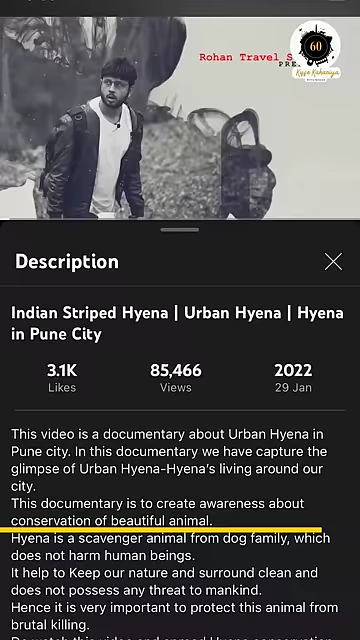 Rohan Travel S
PRE
60
Kyya Kahaniya
Description
Indian Striped Hyena | Urban Hyena | Hyena
in Pune City
3.1K
85,466
2022
Likes
Views
29 Jan
This video is a documentary about Urban Hyena in
Pune city. In this documentary we have capture the
glimpse of Urban Hyena-Hyena's living around our
city.
This documentary is to create awareness about
conservation of beautiful animal.
Hyena is a scavenger animal from dog family, which
does not harm human beings.
It help to Keep our nature and surround clean and
does not possess any threat to mankind.
Hence it is very important to protect this animal from
brutal killing.